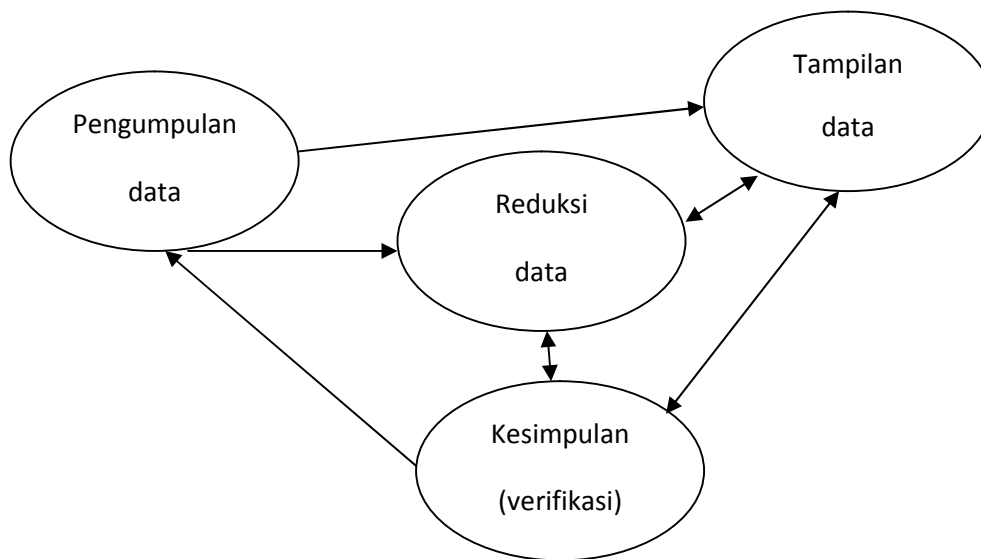 Pengumpulan
data
Tampilan
data
Reduksi
data
Kesimpulan
(verifikasi)